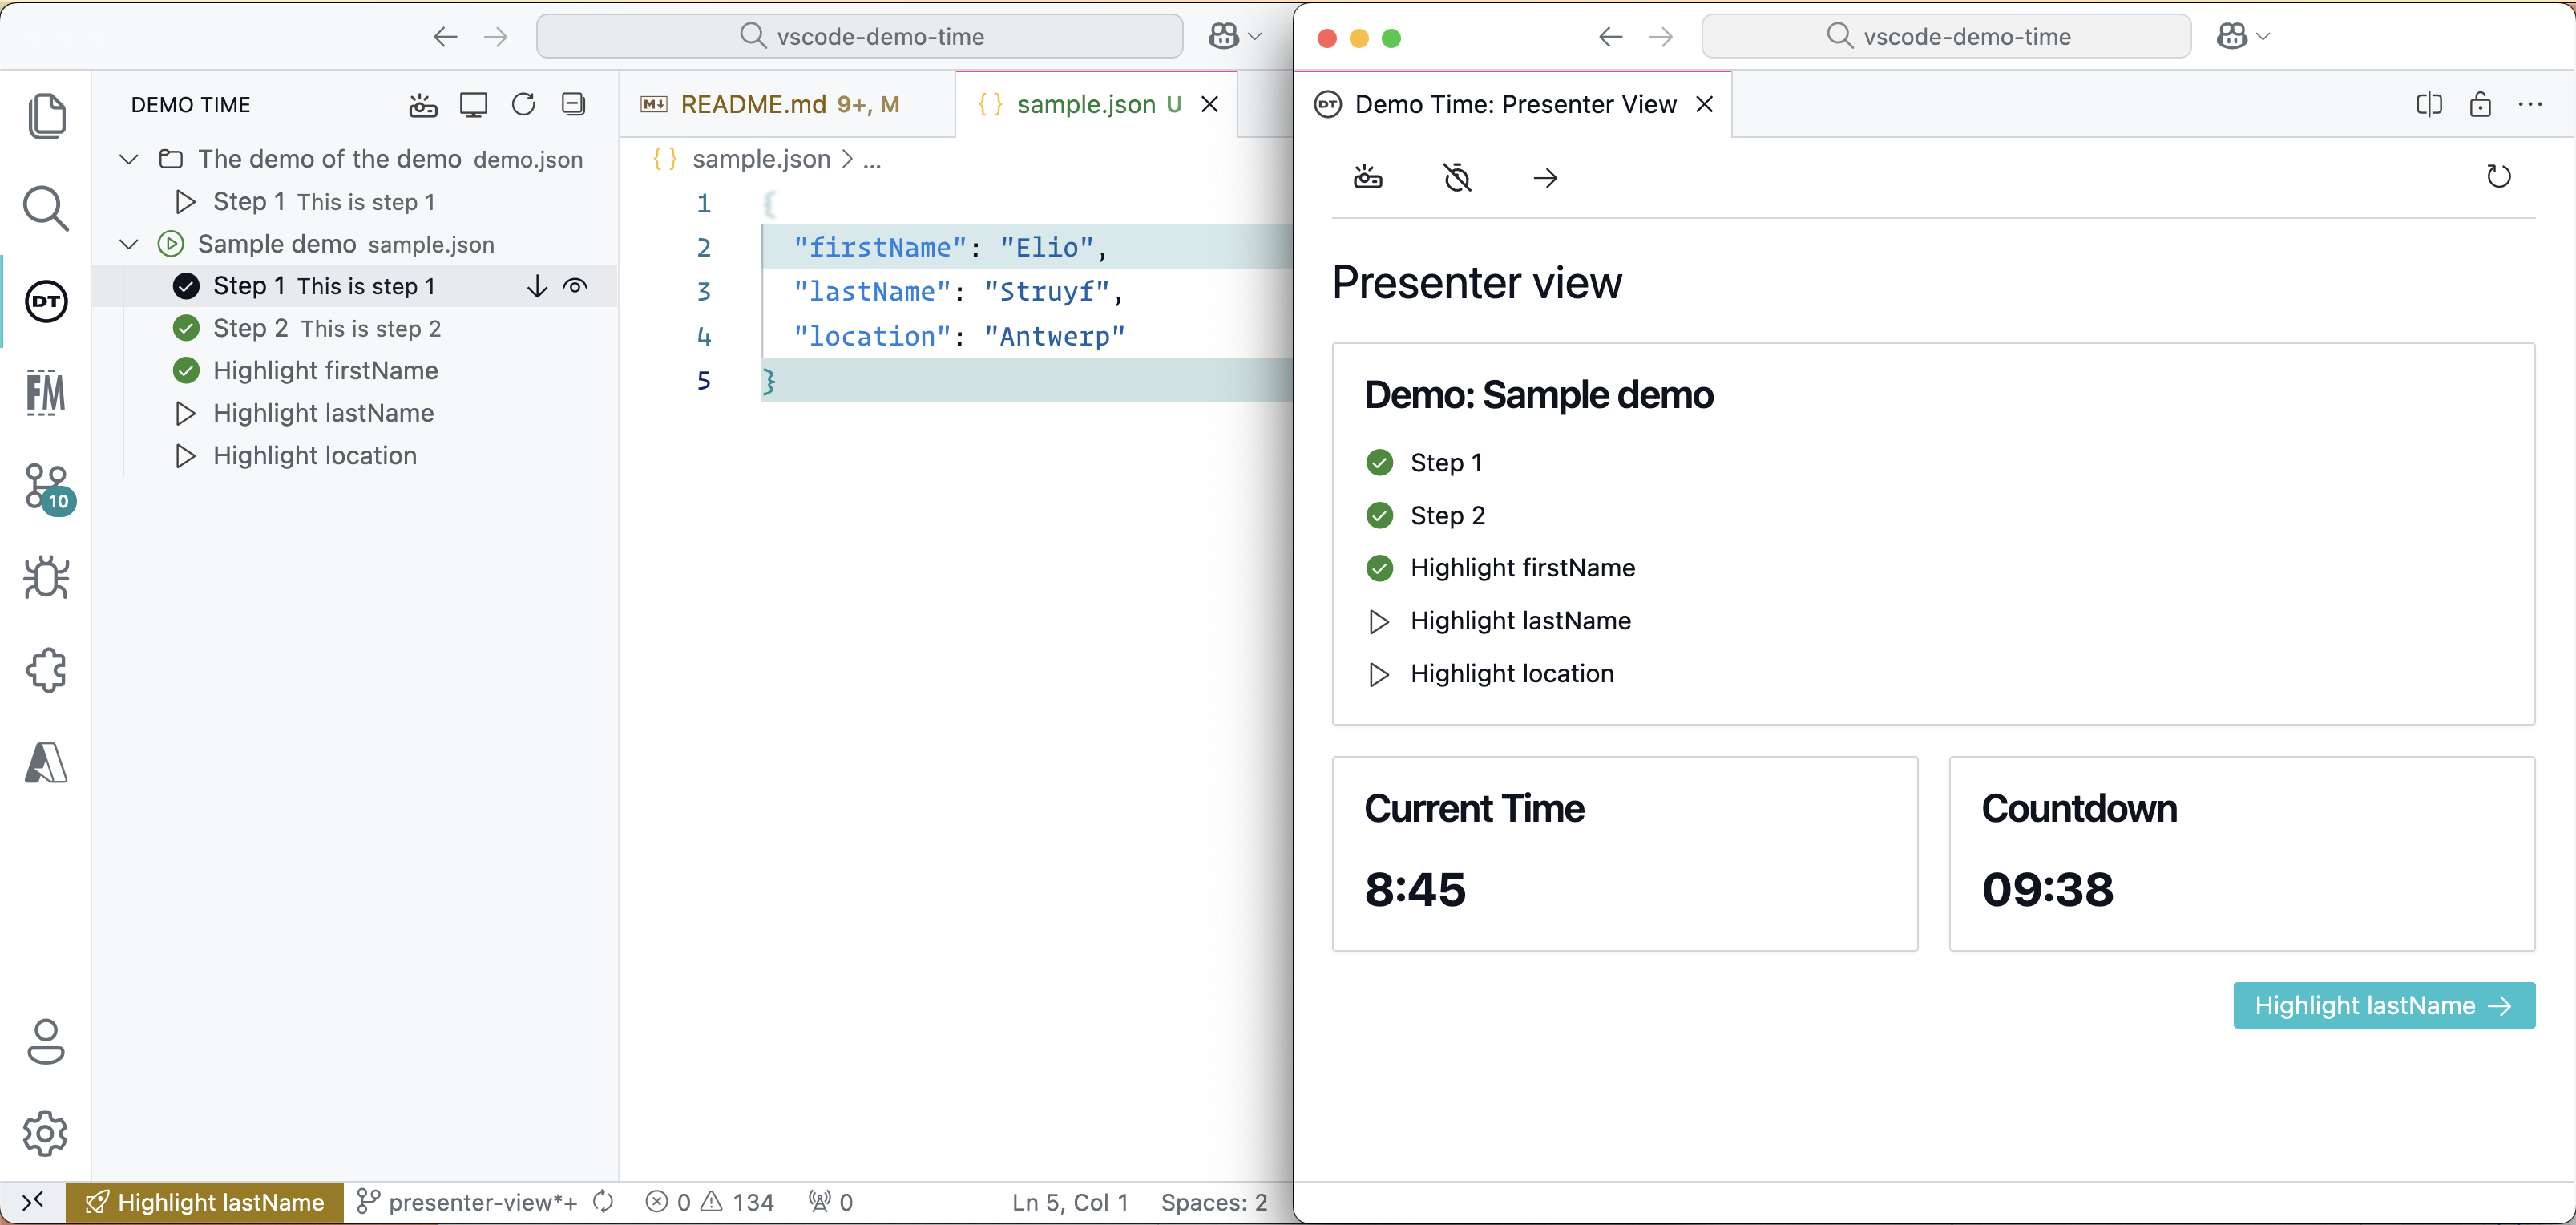 vscode-demo-time
DEMO TIME
The demo of the demo demo.json
Step 1 This is step 1
Sample demo sample.json
Step 1 This is step 1
Step 2 This is step 2
Highlight firstName
Highlight lastName
Highlight location
DT
FM
10
README.md 9+, M
{} sample.json U
{} sample.json > ...
1 {
2 "firstName": "Elio",
3 "lastName": "Struyf",
4 "location": "Antwerp"
5 }
Highlight lastName
presenter-view*+
0 134
0
Ln 5, Col 1
Spaces: 2
vscode-demo-time
DT Demo Time: Presenter View
Presenter view
Demo: Sample demo
Step 1
Step 2
Highlight firstName
Highlight lastName
Highlight location
Current Time
8:45
Countdown
09:38
Highlight lastName →